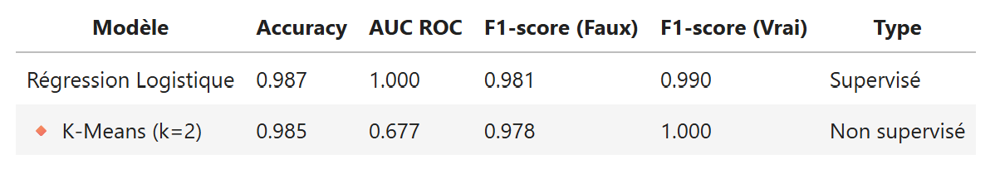 Modèle Accuracy AUC ROC F1-score (Faux) F1-score (Vrai) Type
Régression Logistique 0.987 1.000 0.981 0.990 Supervisé
🔸 K-Means (k=2) 0.985 0.677 0.978 1.000 Non supervisé